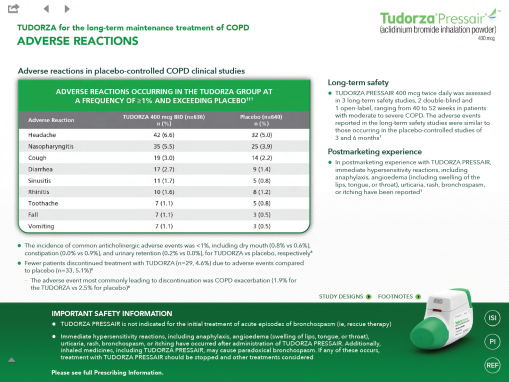 TUDORZA for the long-term maintenance treatment of COPD
ADVERSE REACTIONS
Tudorza® Pressair®
(aclidinium bromide inhalation powder)
400 mcg
Adverse reactions in placebo-controlled COPD clinical studies
ADVERSE REACTIONS OCCURRING IN THE TUDORZA GROUP AT
A FREQUENCY OF ≥1% AND EXCEEDING PLACEBO
Adverse Reaction TUDORZA 400 mcg BID (n=636) n (%) Placebo (n=640) n (%)
Headache 42 (6.6) 32 (5.0)
Nasopharyngitis 35 (5.5) 25 (3.9)
Cough 19 (3.0) 14 (2.2)
Diarrhea 17 (2.7) 9 (1.4)
Sinusitis 11 (1.7) 5 (0.8)
Rhinitis 10 (1.6) 8 (1.2)
Toothache 7 (1.1) 5 (0.8)
Fall 7 (1.1) 3 (0.5)
Vomiting 7 (1.1) 3 (0.5)
• The incidence of common anticholinergic adverse events was <1%, including dry mouth (0.8% vs 0.6%),
constipation (0.0% vs 0.9%), and urinary retention (0.2% vs 0.0%), for TUDORZA vs placebo, respectively
• Fewer patients discontinued treatment with TUDORZA (n=29, 4.6%) due to adverse events compared
to placebo (n=33, 5.1%)
– The adverse event most commonly leading to discontinuation was COPD exacerbation (1.9% for
the TUDORZA vs 2.5% for placebo)
Long-term safety
• TUDORZA PRESSAIR 400 mcg twice daily was assessed
in 3 long-term safety studies, 2 double-blind and
1 open-label, ranging from 40 to 52 weeks in patients
with moderate to severe COPD. The adverse events
reported in the long-term safety studies were similar to
those occurring in the placebo-controlled studies of
3 and 6 months¹
Postmarketing experience
• In postmarketing experience with TUDORZA PRESSAIR,
immediate hypersensitivity reactions, including
anaphylaxis, angioedema (including swelling of the
lips, tongue, or throat), urticaria, rash, bronchospasm,
or itching have been reported¹
STUDY DESIGNS FOOTNOTES
IMPORTANT SAFETY INFORMATION
• TUDORZA PRESSAIR is not indicated for the initial treatment of acute episodes of bronchospasm (ie, rescue therapy)
• Immediate hypersensitivity reactions, including anaphylaxis, angioedema (swelling of lips, tongue, or throat),
urticaria, rash, bronchospasm, or itching have occurred after administration of TUDORZA PRESSAIR. Additionally,
inhaled medicines, including TUDORZA PRESSAIR, may cause paradoxical bronchospasm. If any of these occurs,
treatment with TUDORZA PRESSAIR should be stopped and other treatments considered
Please see full Prescribing Information.
ISI
PI
REF